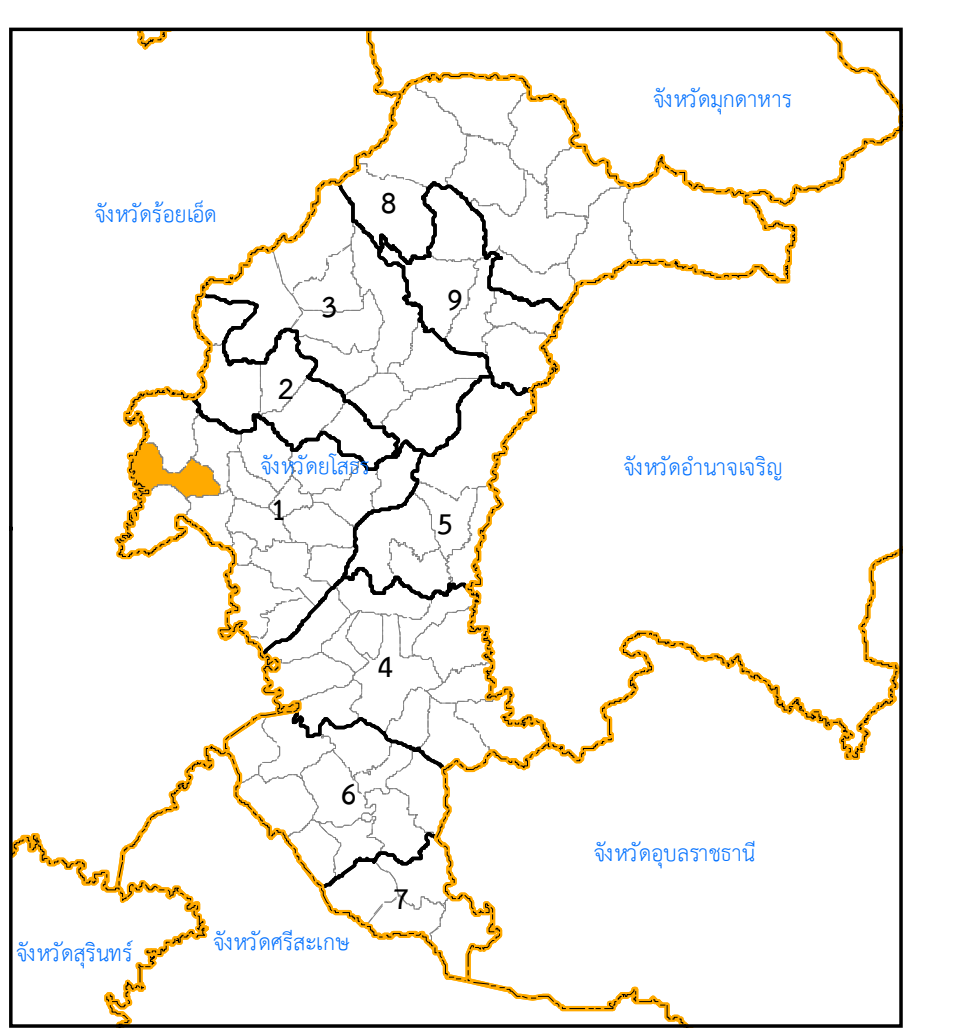 จังหวัดมุกดาหาร
จังหวัดร้อยเอ็ด
8
9
3
2
จังหวัดยโสธร
จังหวัดอำนาจเจริญ
1
5
4
6
จังหวัดอุบลราชธานี
7
จังหวัดศรีสะเกษ
จังหวัดสุรินทร์